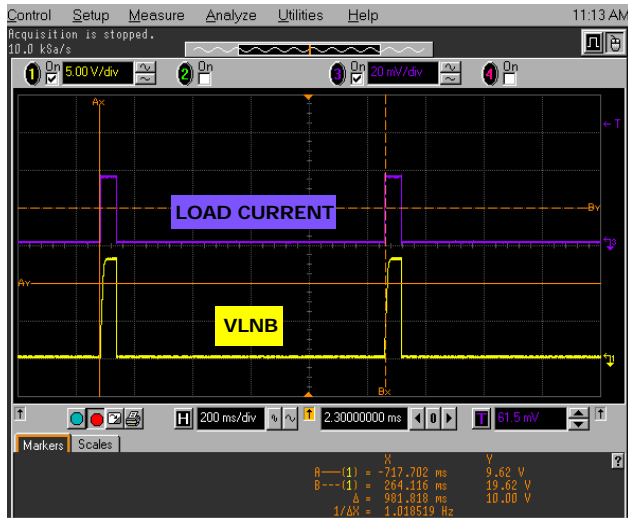 Control Setup Measure Analyze Utilities Help 11:13 AM
Acquisition is stopped.
10.0 kSa/s
1 On 5.00 V/div 2 On 3 On 20 mV/div 4 On
Ax
T
LOAD CURRENT
By
3
Ay
VLNB
1
Bx
H 200 ms/div 2.30000000 ms 0 T 61.5 mV
Markers Scales
?
X Y
A——(1) = -717.702 ms 9.62 V
B---(1) = 264.116 ms 19.62 V
Δ = 981.818 ms 10.00 V
1/ΔX = 1.018519 Hz